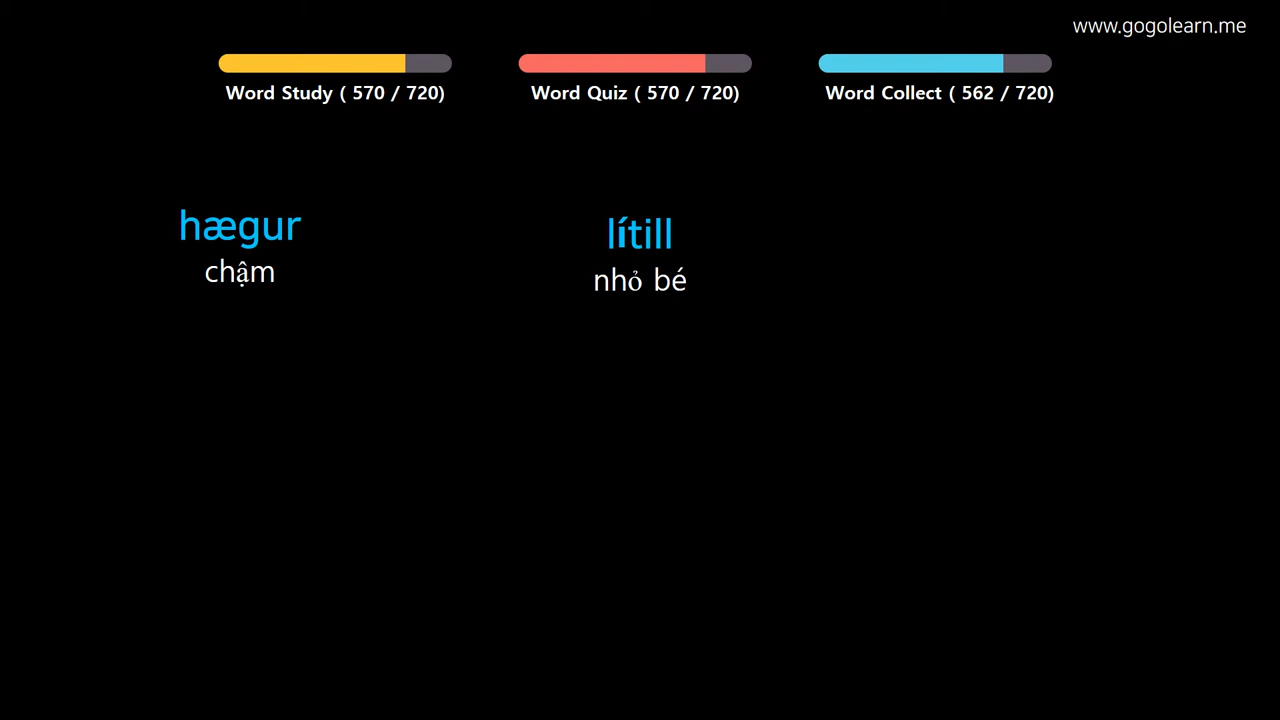 www.gogolearn.me
Word Study ( 570 / 720)
Word Quiz ( 570 / 720)
Word Collect ( 562 / 720)
hægur
chậm
lítill
nhỏ bé